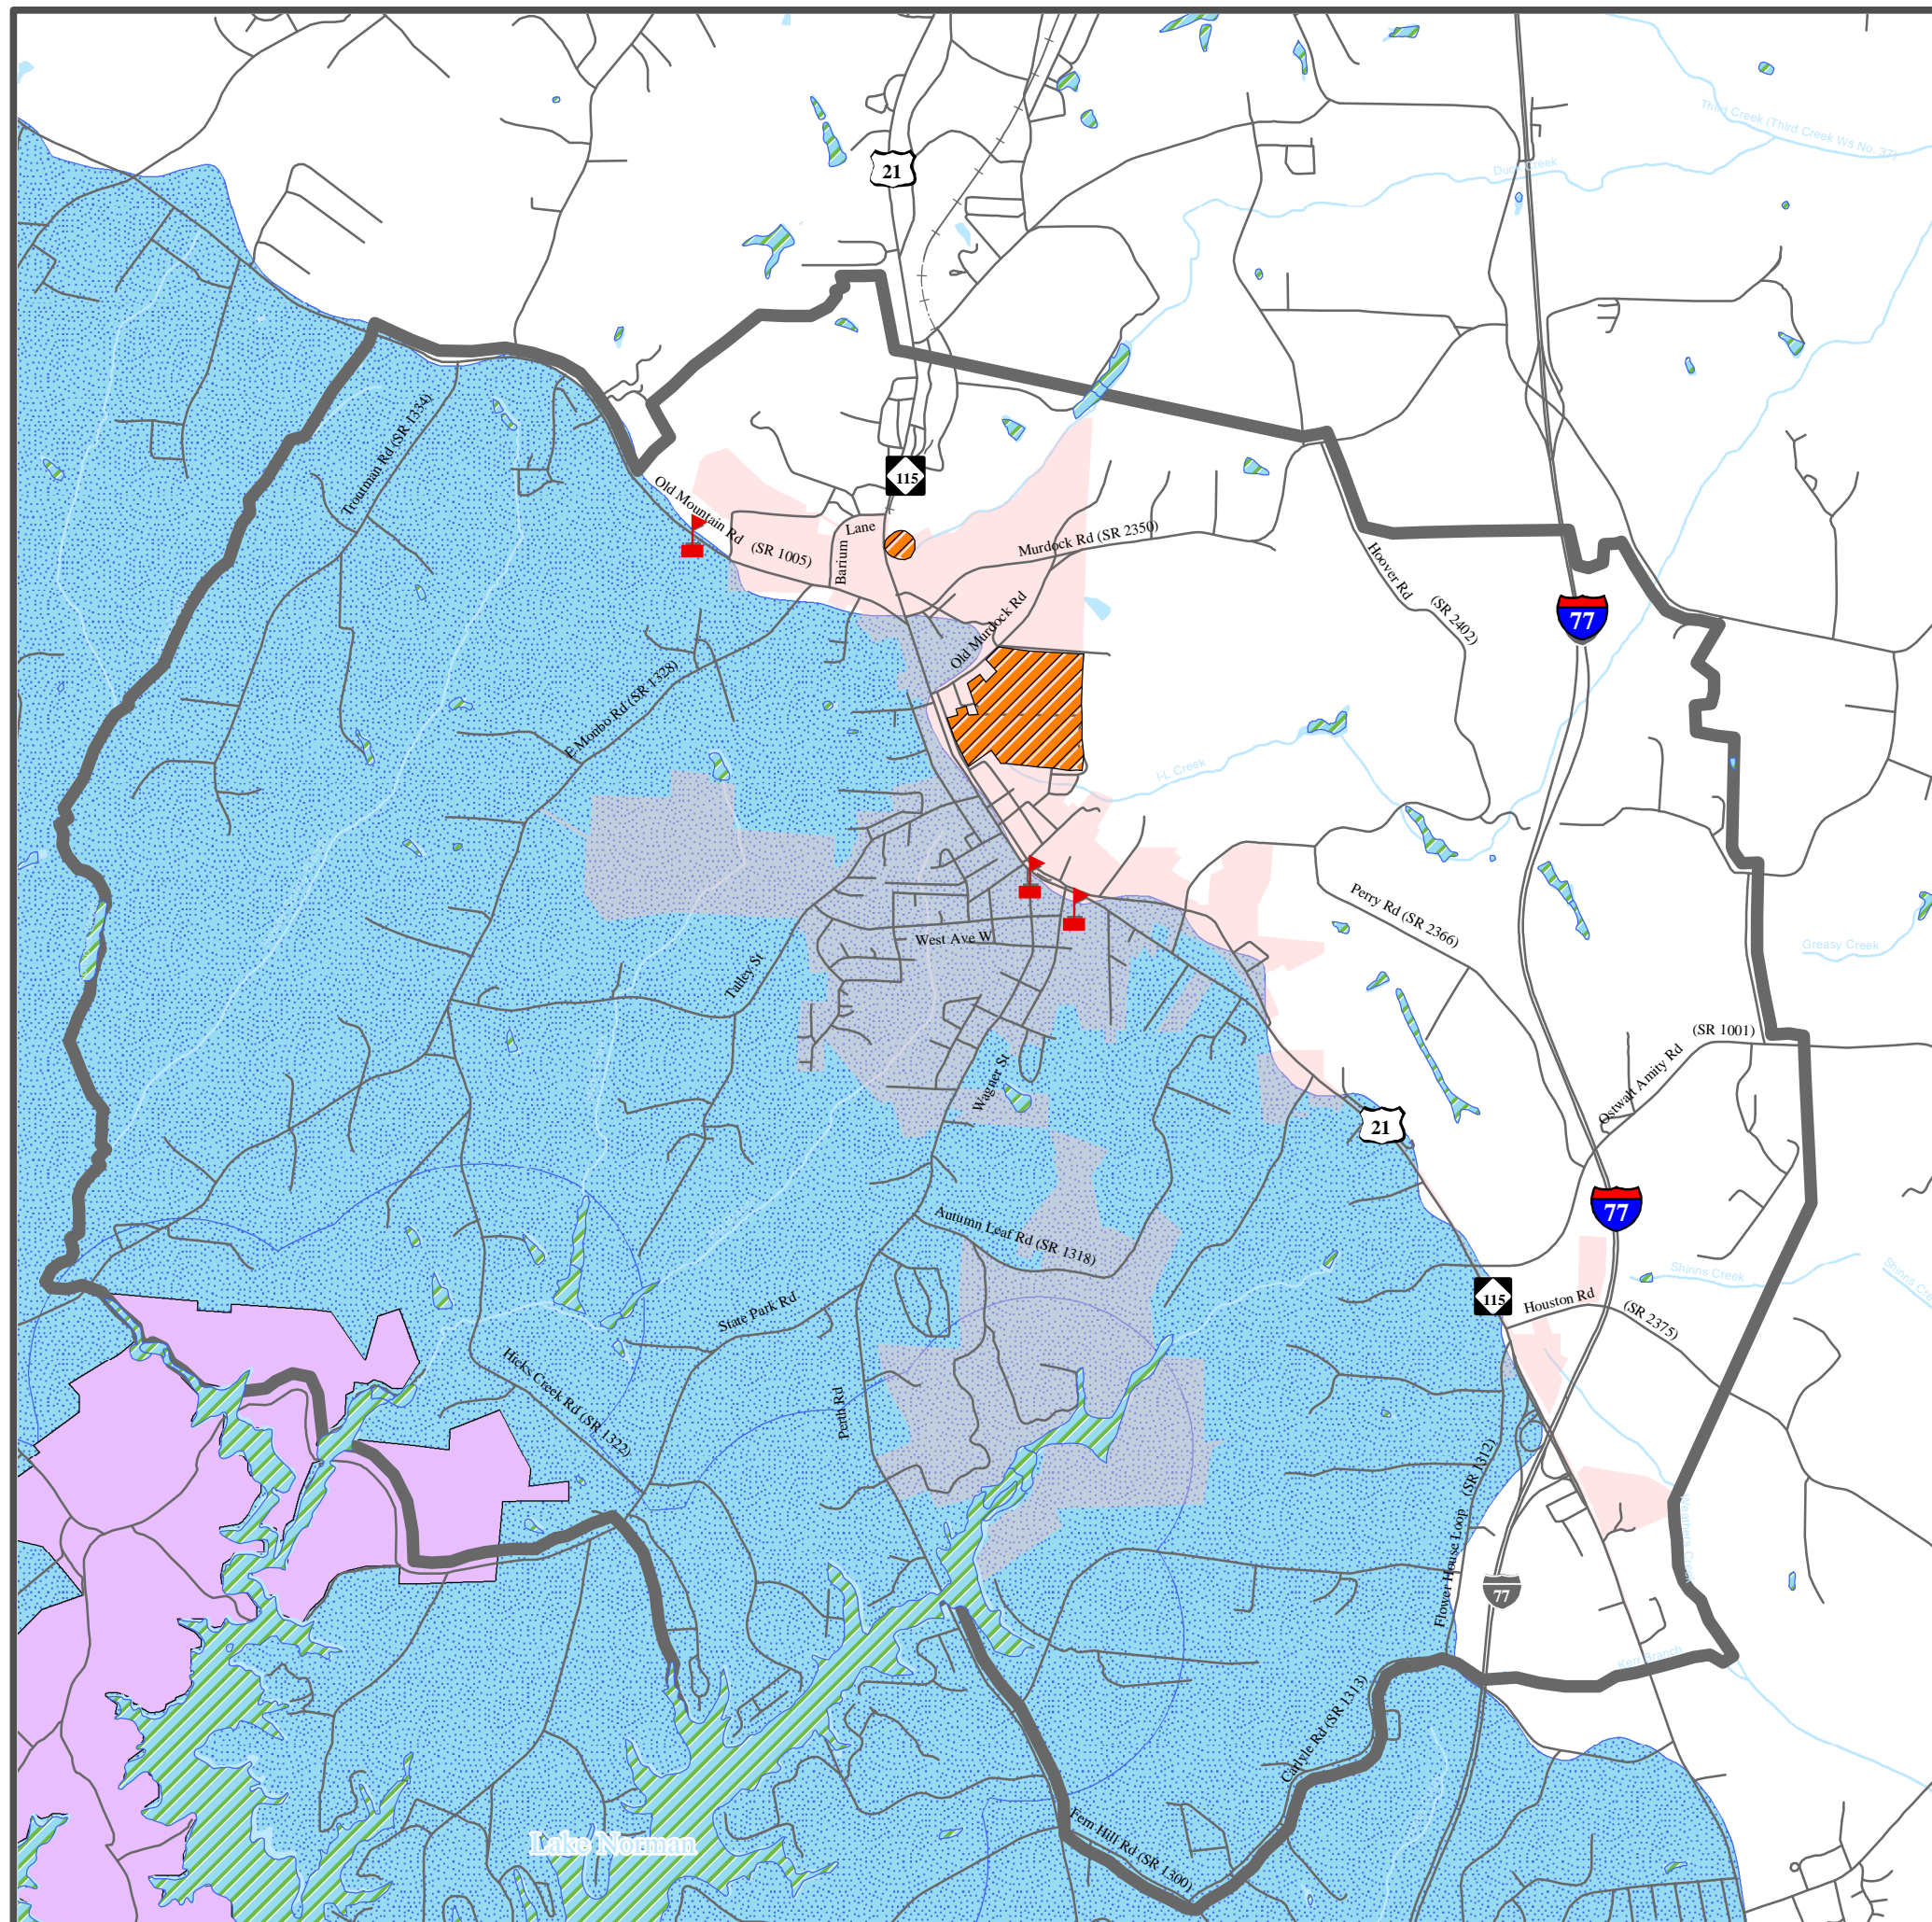 Third Creek (Third Creek Ws No. 37)
Duck Creek
21
Troutman Rd (SR 1334)
115
Old Mountain Rd (SR 1005)
Lane
Barium
Murdock Rd (SR 2350)
Hoover Rd (SR 2402)
77
Old Murdock Rd
E Monbo Rd (SR 1328)
I-L Creek
Perry Rd (SR 2366)
West Ave W
Talley St
Greasy Creek
(SR 1001)
Ostwalt Amity Rd
Wagner St
21
77
Autumn Leaf Rd (SR 1318)
Shinns Creek
Shinns Cre
115
Houston Rd (SR 2375)
State Park Rd
Hicks Creek Rd (SR 1322)
Perth Rd
Flower House Loop (SR 1312)
77
Kerr Branch
Carlyle Rd (SR 1313)
Lake Norman
Fern Hill Rd (SR 1300)